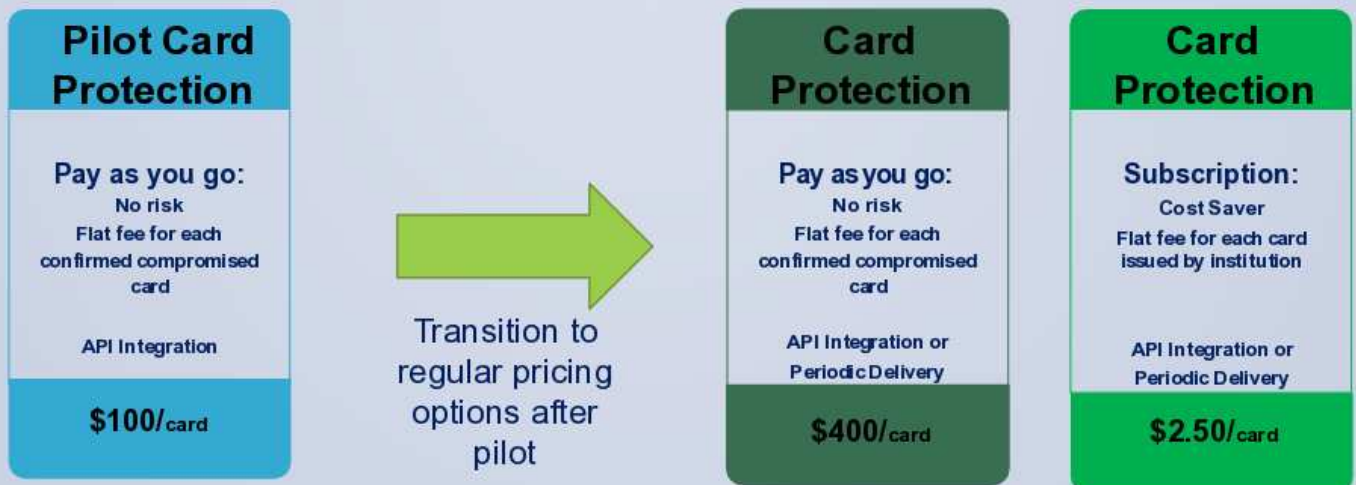 Pilot Card
Protection
Pay as you go:
No risk
Flat fee for each
confirmed compromised
card
API Integration
$100/card
Transition to
regular pricing
options after
pilot
Card
Protection
Pay as you go:
No risk
Flat fee for each
confirmed compromised
card
API Integration or
Periodic Delivery
$400/card
Card
Protection
Subscription:
Cost Saver
Flat fee for each card
issued by institution
API Integration or
Periodic Delivery
$2.50/card